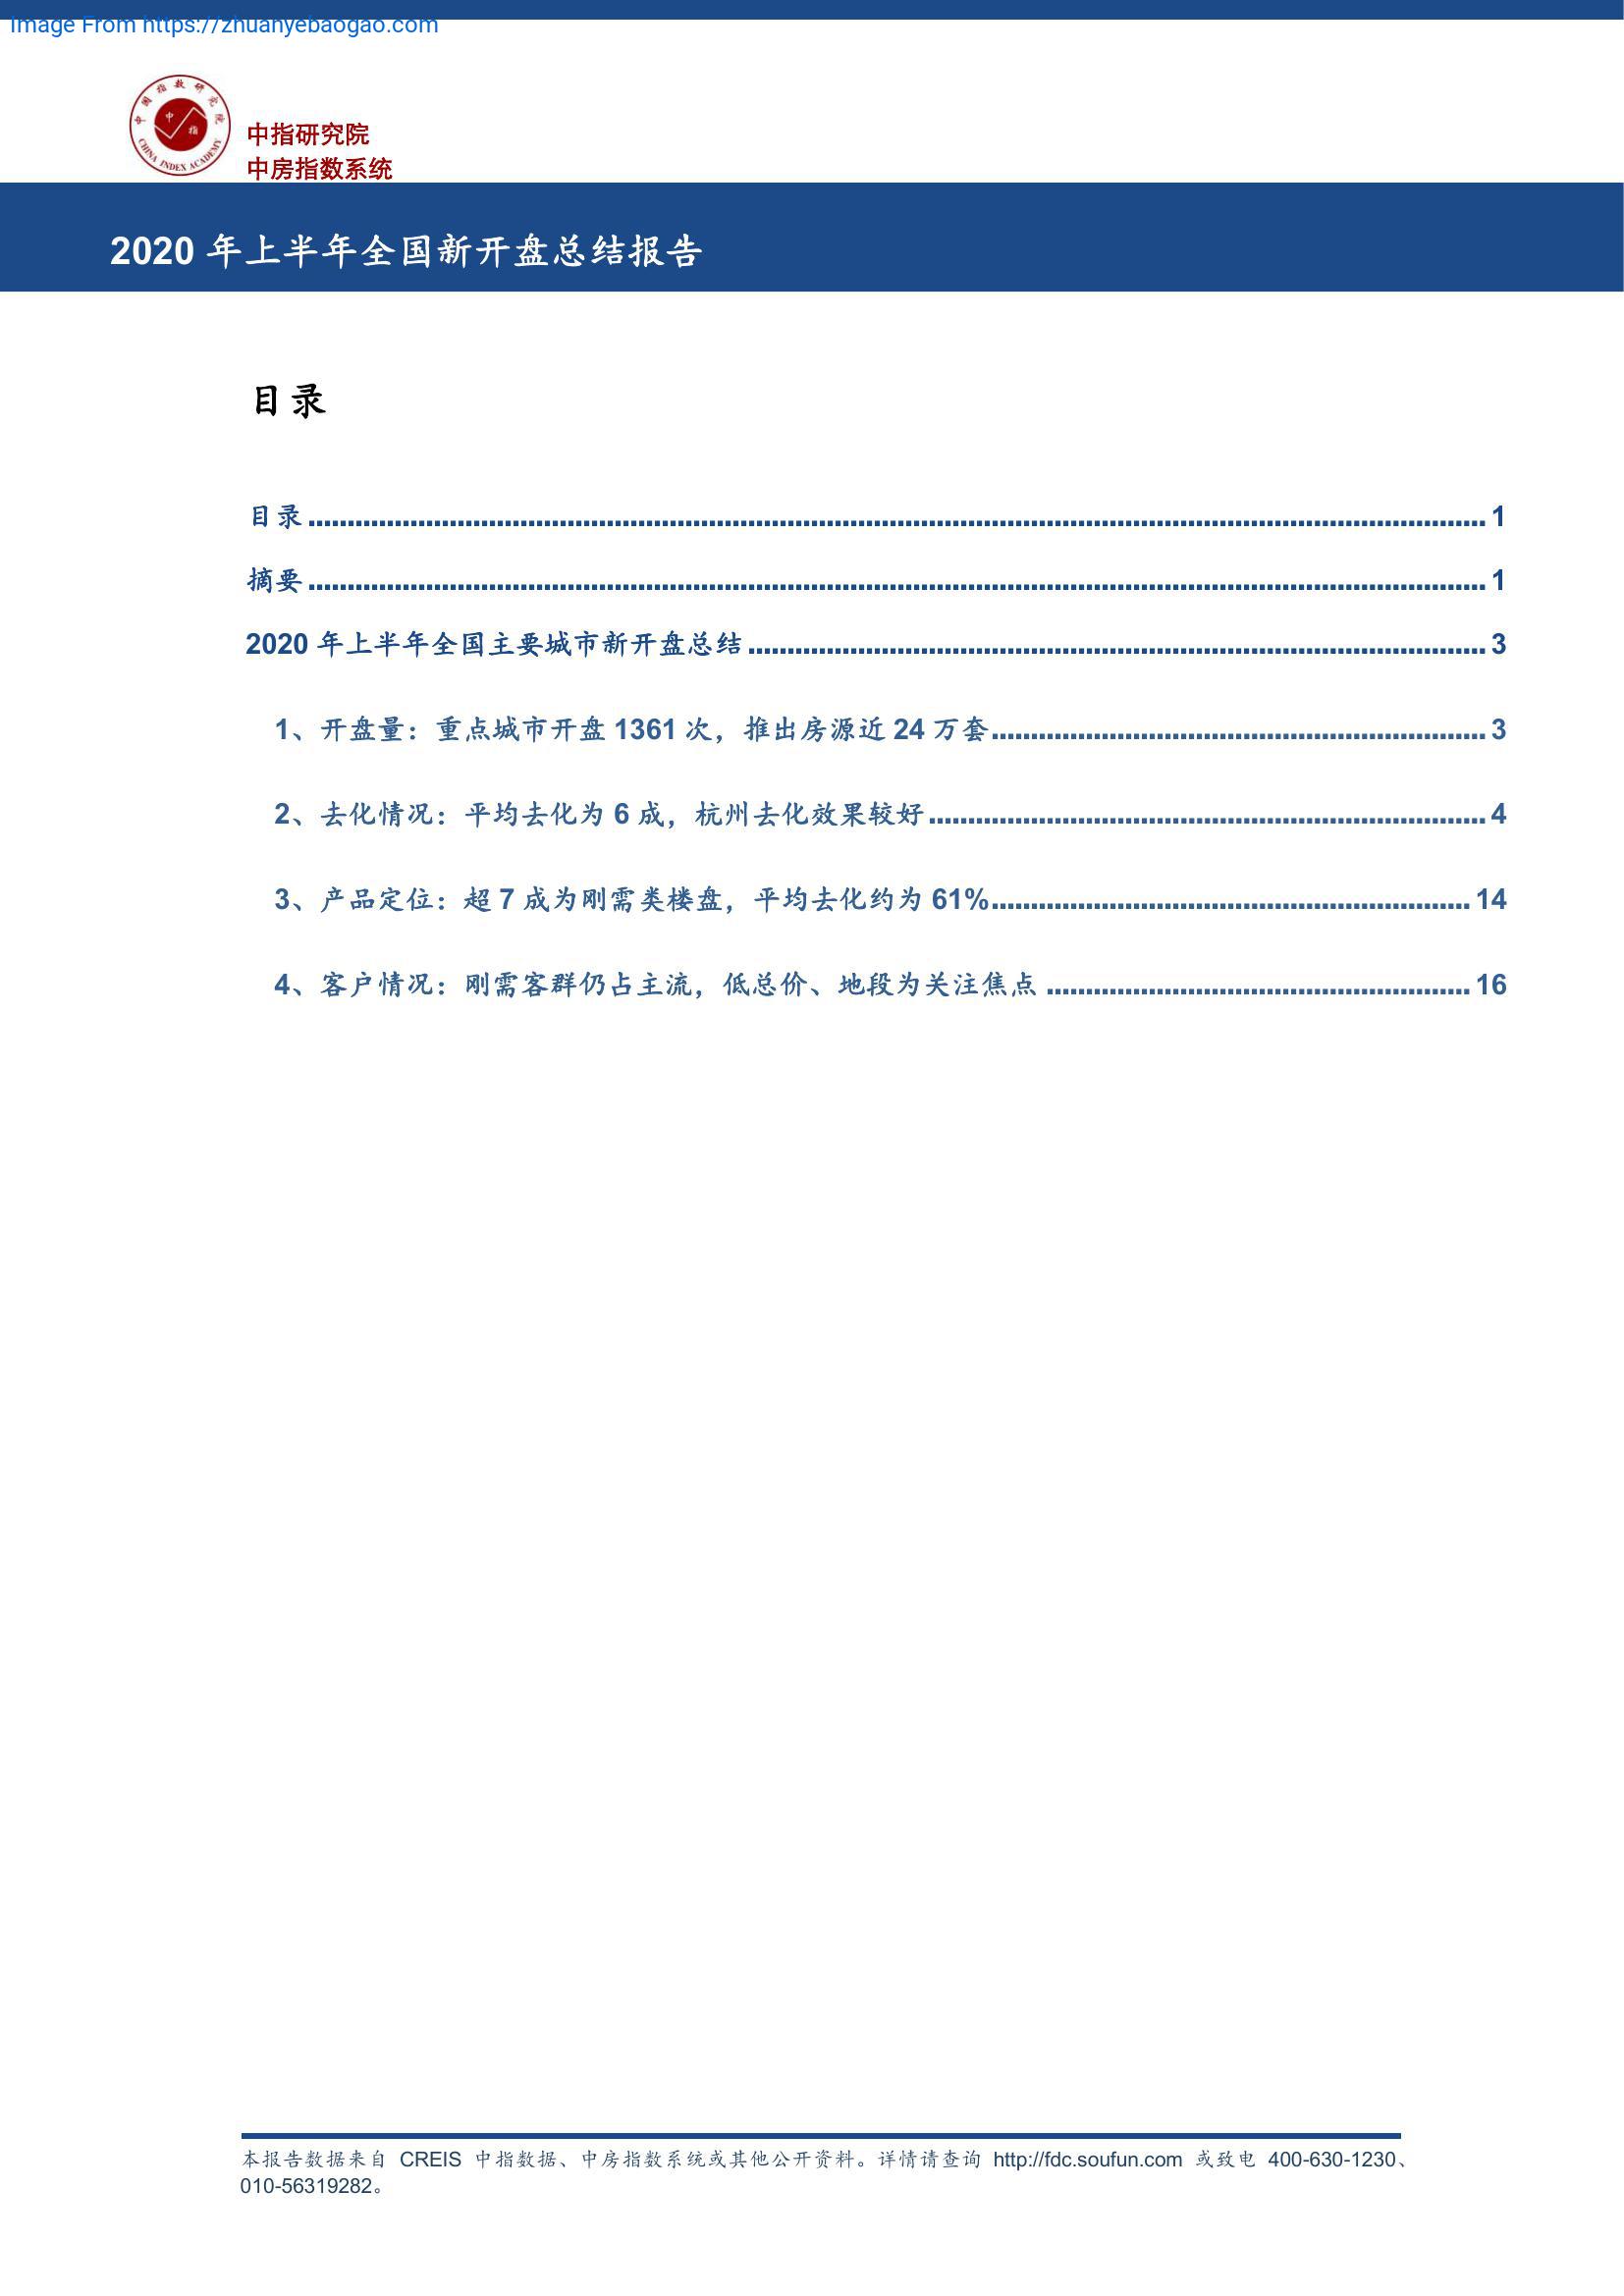 Image From https://zhuanyebaogao.com
中国指数研究院
中指
CHINA INDEX ACADEMY
中指研究院
中房指数系统
2020 年上半年全国新开盘总结报告
目录
目录 1
摘要 1
2020 年上半年全国主要城市新开盘总结 3
1、开盘量：重点城市开盘 1361 次，推出房源近 24 万套 3
2、去化情况：平均去化为 6 成，杭州去化效果较好 4
3、产品定位：超 7 成为刚需类楼盘，平均去化约为 61% 14
4、客户情况：刚需客群仍占主流，低总价、地段为关注焦点 16
本报告数据来自 CREIS 中指数据、中房指数系统或其他公开资料。详情请查询 http://fdc.soufun.com 或致电 400-630-1230、
010-56319282。